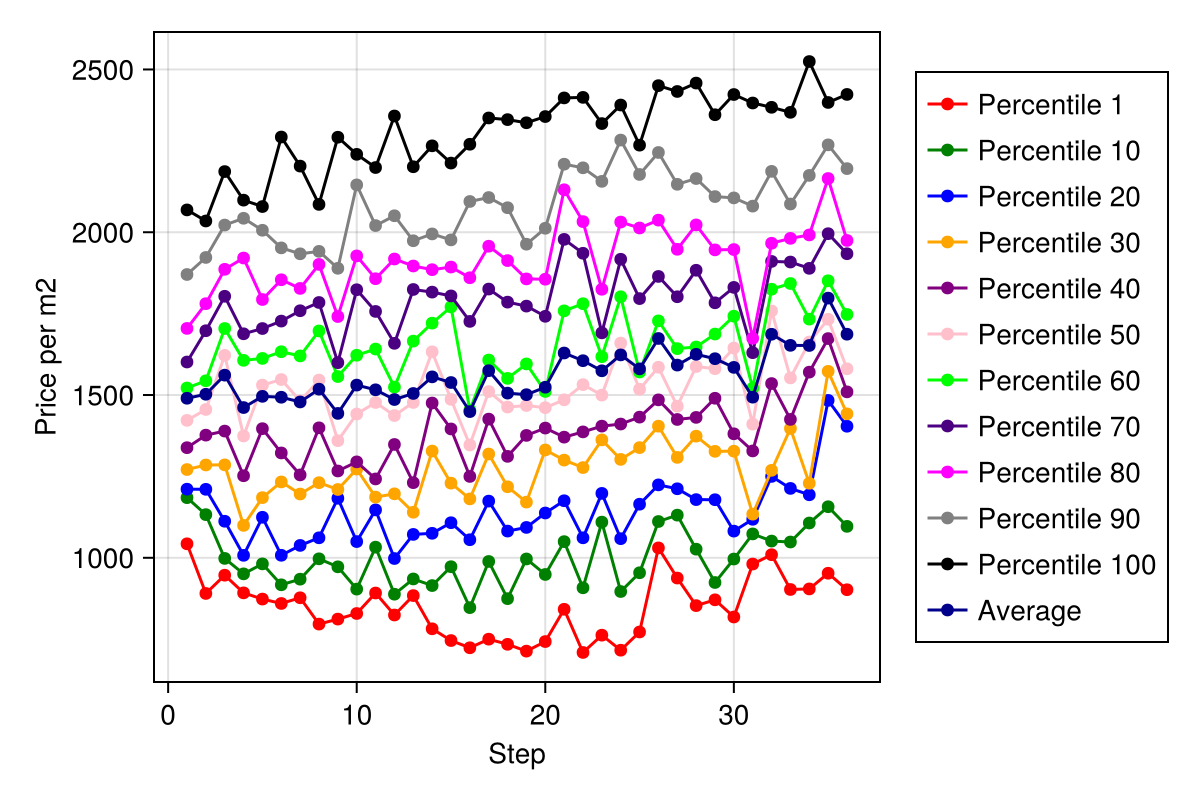 2500
2000
1500
1000
Price per m2
0 10 20 30
Step
Percentile 1
Percentile 10
Percentile 20
Percentile 30
Percentile 40
Percentile 50
Percentile 60
Percentile 70
Percentile 80
Percentile 90
Percentile 100
Average